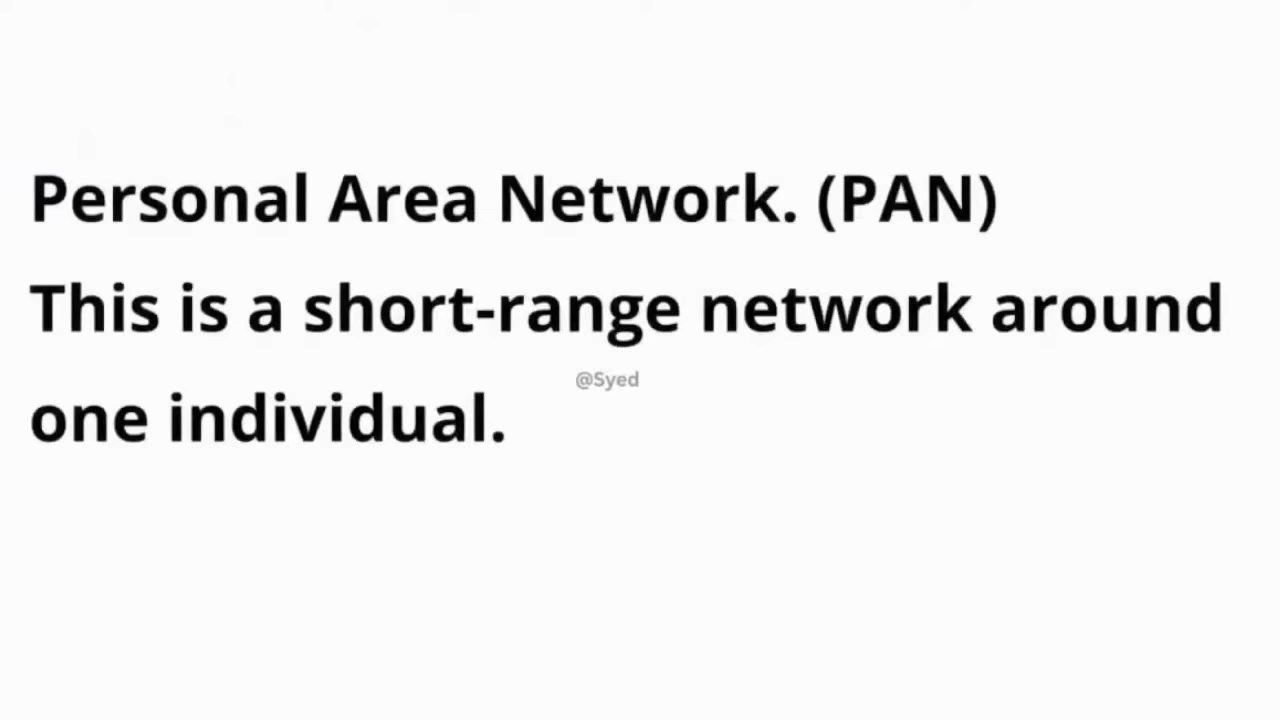 Personal Area Network. (PAN)
This is a short-range network around
@Syed
one individual.